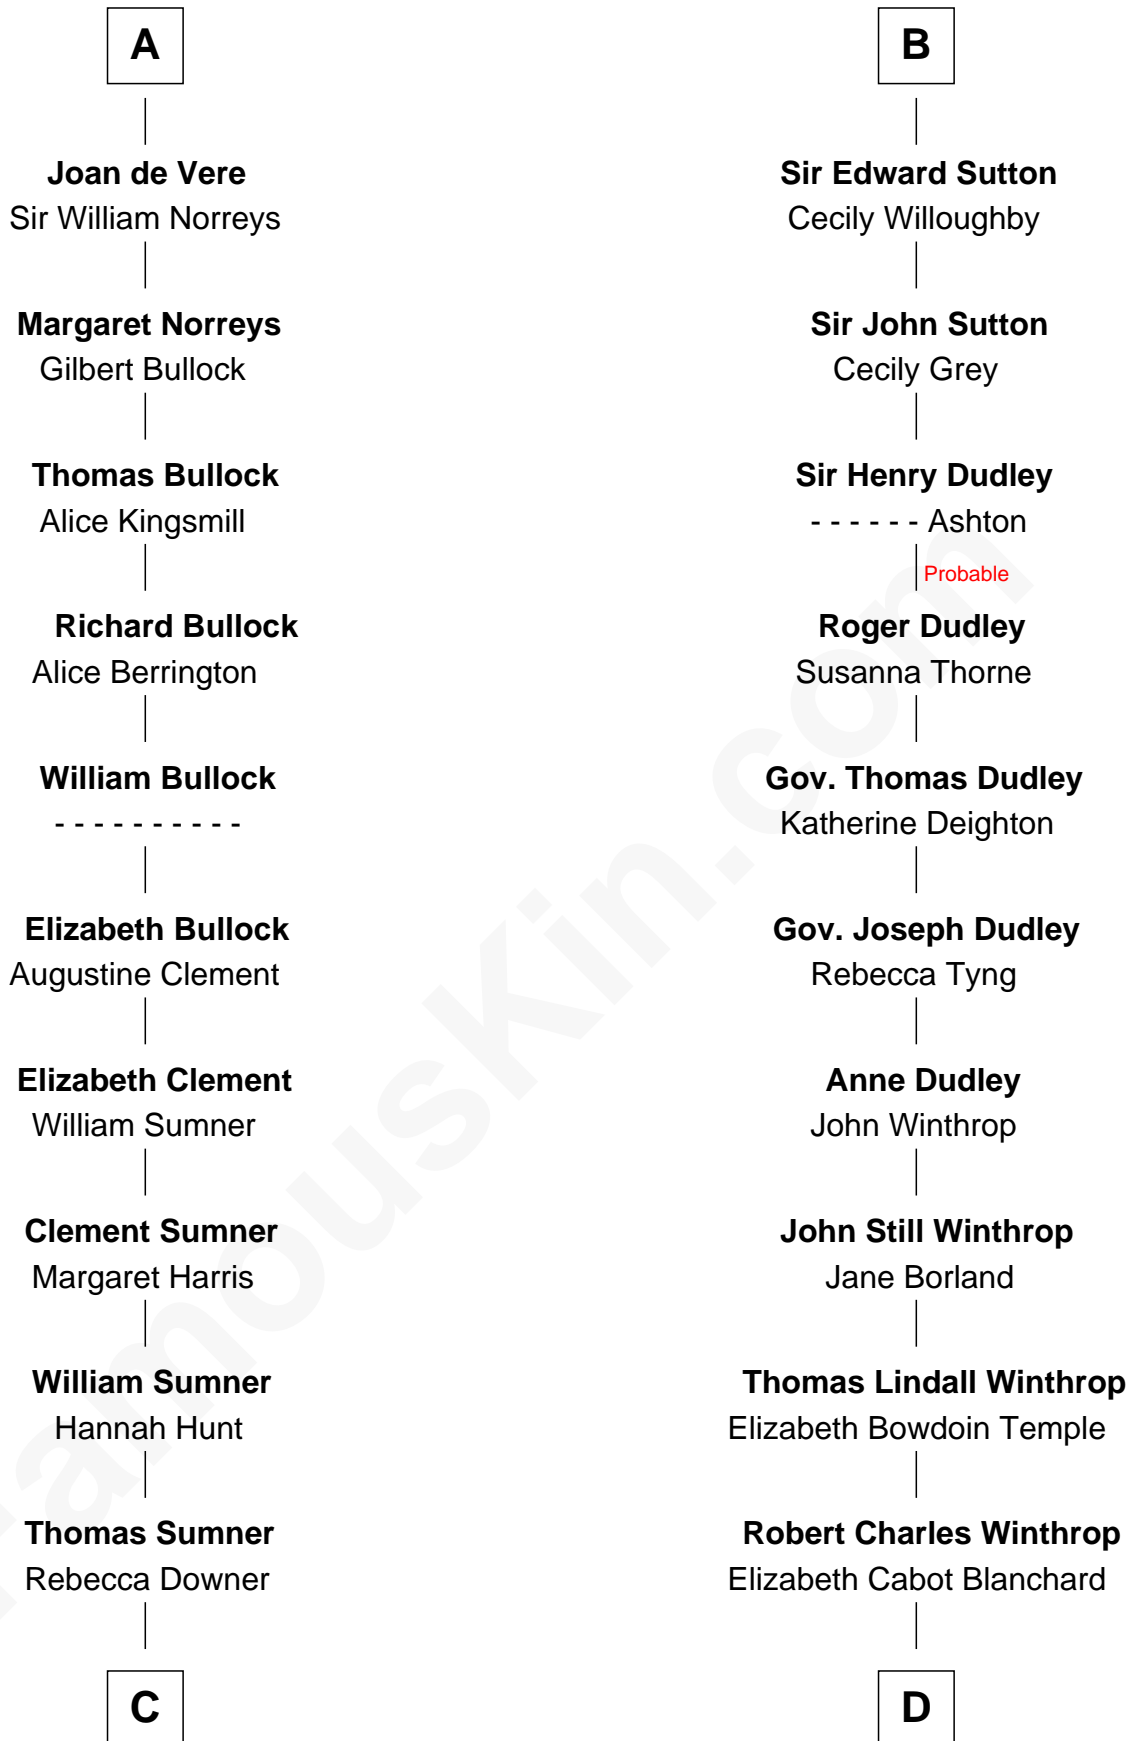 A
Joan de Vere
Sir William Norreys
Margaret Norreys
Gilbert Bullock
Thomas Bullock
Alice Kingsmill
Richard Bullock
Alice Berrington
William Bullock
- - - - - - - - - -
Elizabeth Bullock
Augustine Clement
Elizabeth Clement
William Sumner
Clement Sumner
Margaret Harris
William Sumner
Hannah Hunt
Thomas Sumner
Rebecca Downer
C
B
Sir Edward Sutton
Cecily Willoughby
Sir John Sutton
Cecily Grey
Sir Henry Dudley
- - - - - - Ashton
Probable
Roger Dudley
Susanna Thorne
Gov. Thomas Dudley
Katherine Deighton
Gov. Joseph Dudley
Rebecca Tyng
Anne Dudley
John Winthrop
John Still Winthrop
Jane Borland
Thomas Lindall Winthrop
Elizabeth Bowdoin Temple
Robert Charles Winthrop
Elizabeth Cabot Blanchard
D
FamousKin.com